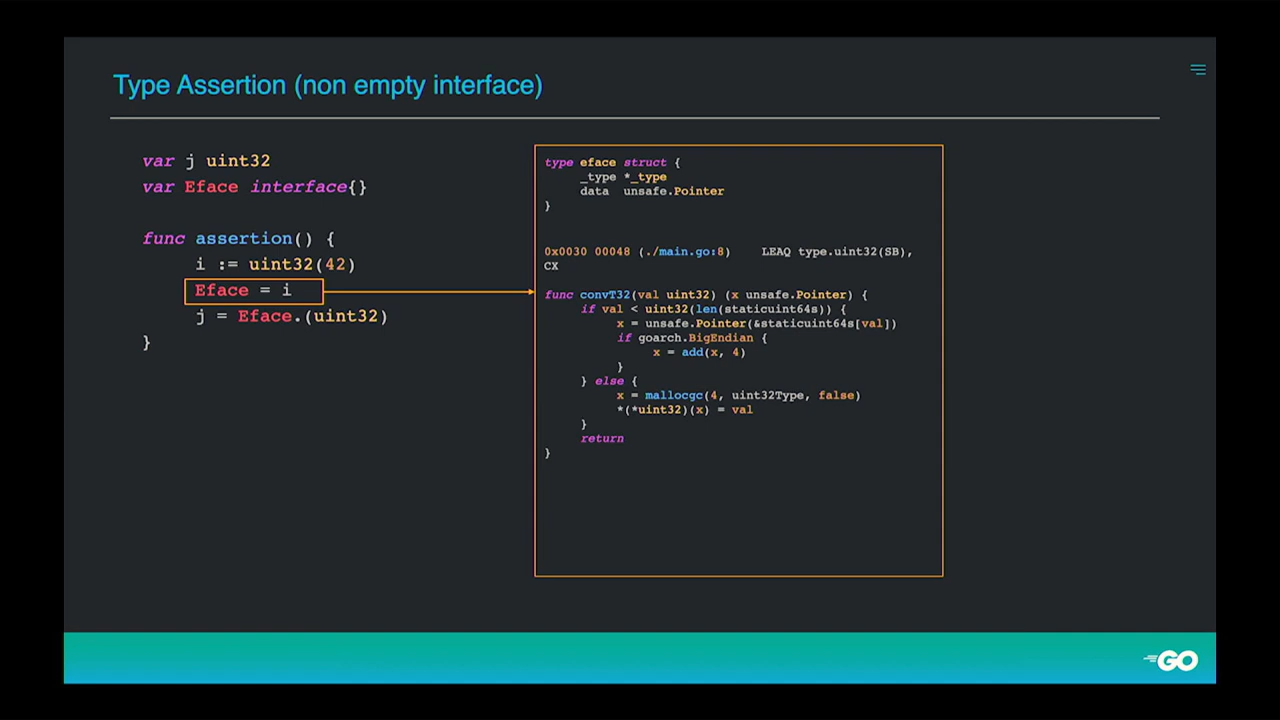 Type Assertion (non empty interface)
var j uint32
var Eface interface{}
func assertion() {
i := uint32(42)
Eface = i
j = Eface.(uint32)
}
type eface struct {
_type *_type
data unsafe.Pointer
}
0x0030 00048 (./main.go:8) LEAQ type.uint32(SB),
CX
func convT32(val uint32) (x unsafe.Pointer) {
if val < uint32(len(staticuint64s)) {
x = unsafe.Pointer(&staticuint64s[val])
if goarch.BigEndian {
x = add(x, 4)
}
} else {
x = mallocgc(4, uint32Type, false)
*(*uint32)(x) = val
}
return
}
GO